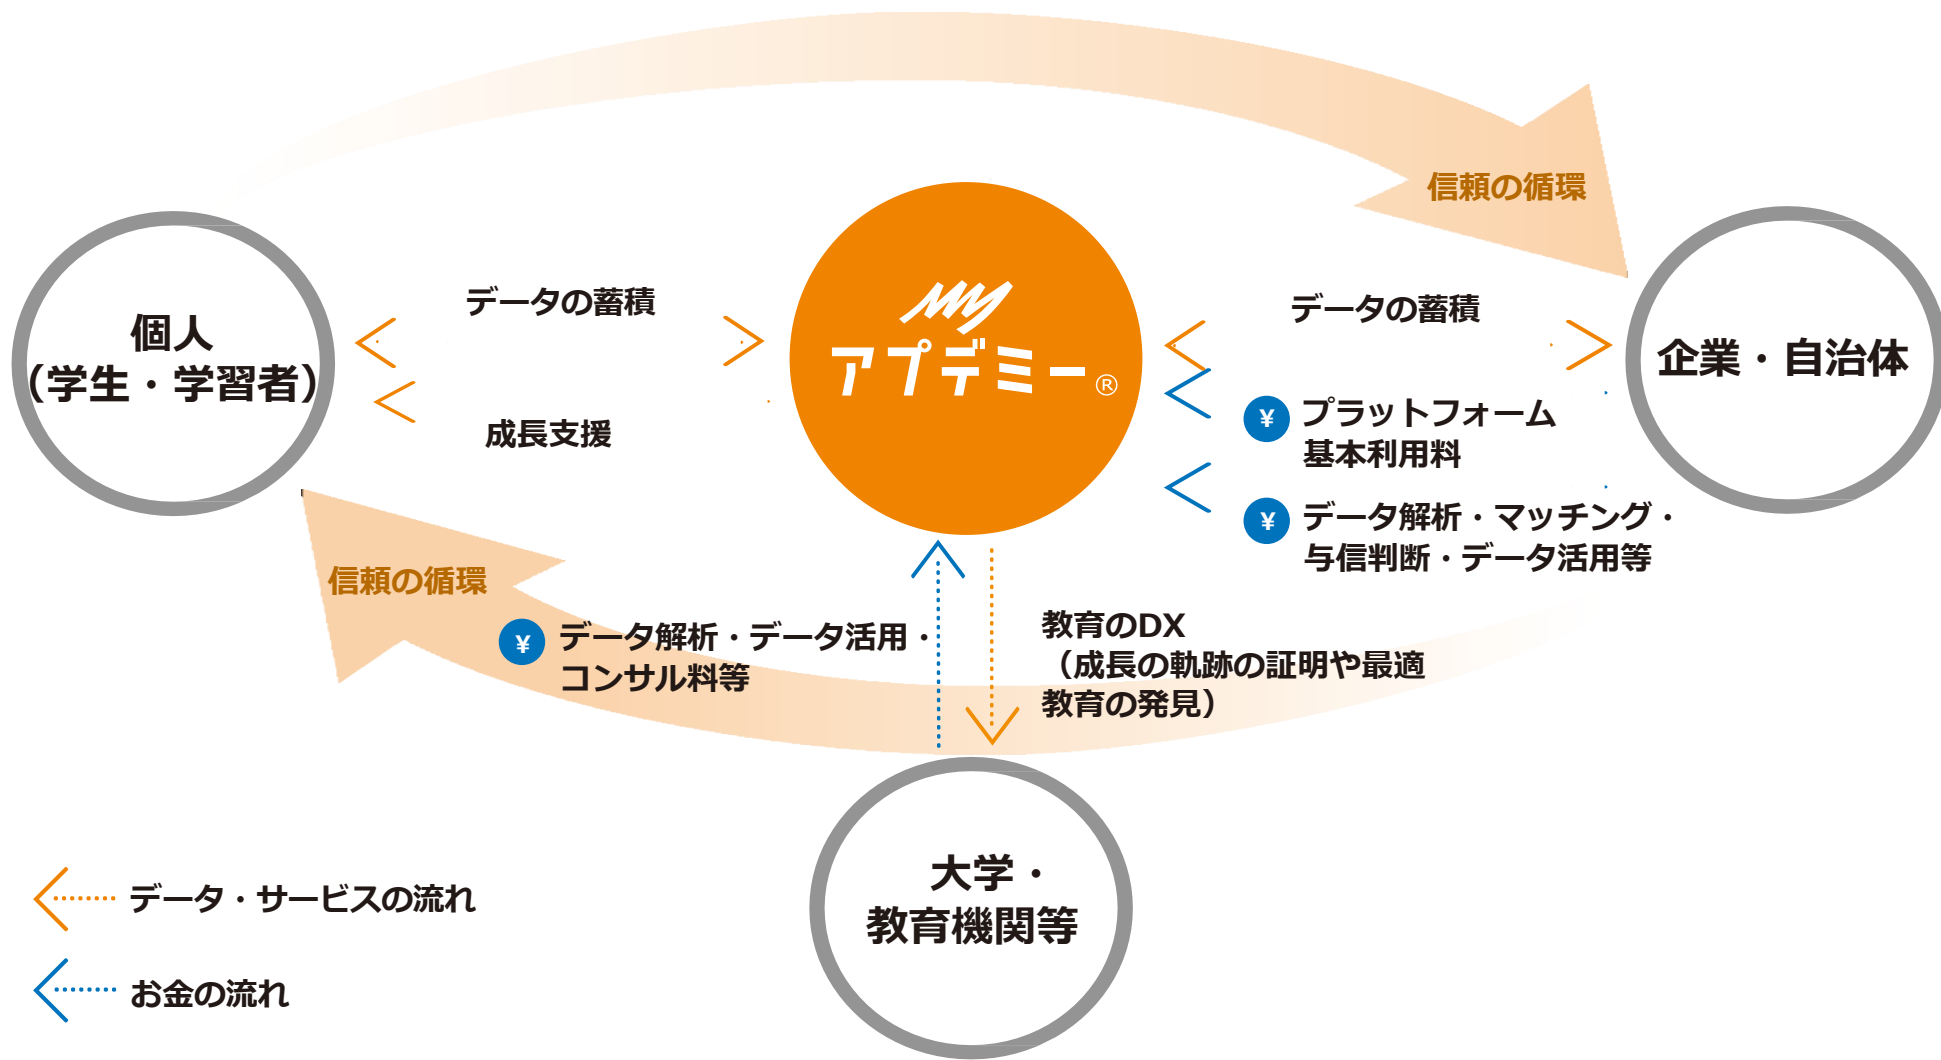 信頼の循環
個人
（学生・学習者）
データの蓄積
成長支援
my
アプデミー®
データの蓄積
¥ プラットフォーム
基本利用料
¥ データ解析・マッチング・
与信判断・データ活用等
企業・自治体
信頼の循環
¥ データ解析・データ活用・
コンサル料等
教育のDX
（成長の軌跡の証明や最適
教育の発見）
大学・
教育機関等
データ・サービスの流れ
お金の流れ